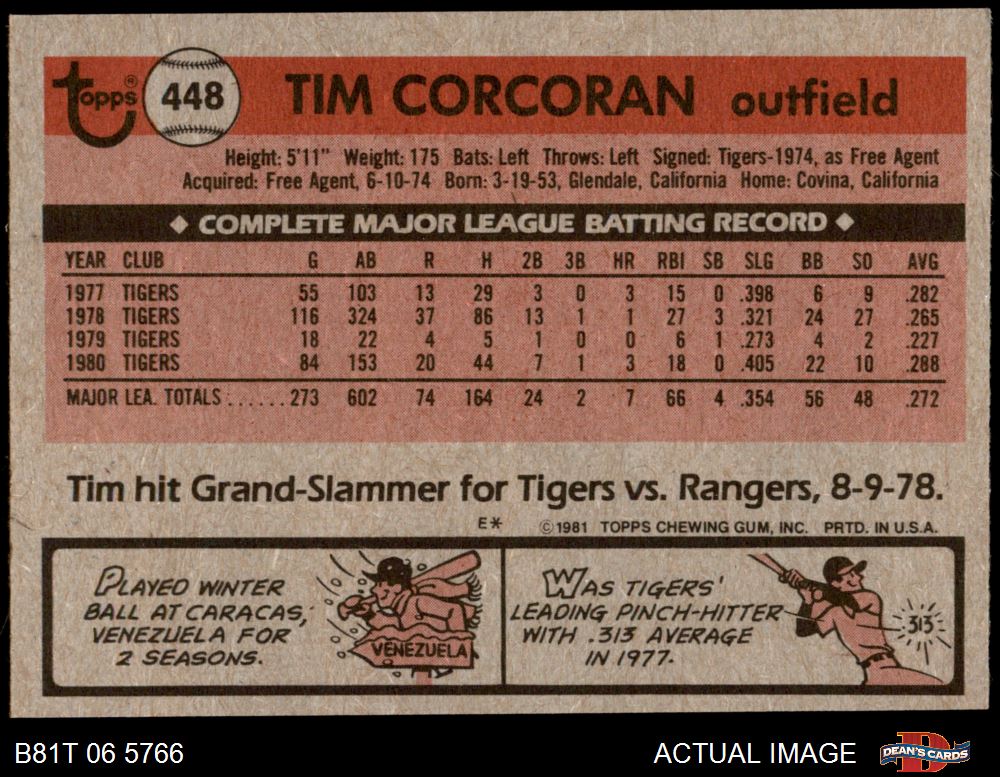 Topps® 448 TIM CORCORAN outfield
Height: 5'11" Weight: 175 Bats: Left Throws: Left Signed: Tigers-1974, as Free Agent
Acquired: Free Agent, 6-10-74 Born: 3-19-53, Glendale, California Home: Covina, California
◆ COMPLETE MAJOR LEAGUE BATTING RECORD ◆
YEAR CLUB G AB R H 2B 3B HR RBI SB SLG BB SO AVG
1977 TIGERS 55 103 13 29 3 0 3 15 0 .398 6 9 .282
1978 TIGERS 116 324 37 86 13 1 1 27 3 .321 24 27 .265
1979 TIGERS 18 22 4 5 1 0 0 6 1 .273 4 2 .227
1980 TIGERS 84 153 20 44 7 1 3 18 0 .405 22 10 .288
MAJOR LEA. TOTALS ...... 273 602 74 164 24 2 7 66 4 .354 56 48 .272
Tim hit Grand-Slammer for Tigers vs. Rangers, 8-9-78.
E* © 1981 TOPPS CHEWING GUM, INC. PRTD. IN U.S.A.
PLAYED WINTER
BALL AT CARACAS,
VENEZUELA FOR
2 SEASONS.
VENEZUELA
WAS TIGERS'
LEADING PINCH-HITTER
WITH .313 AVERAGE
IN 1977.
.313
B81T 06 5766 ACTUAL IMAGE DEAN'S CARDS